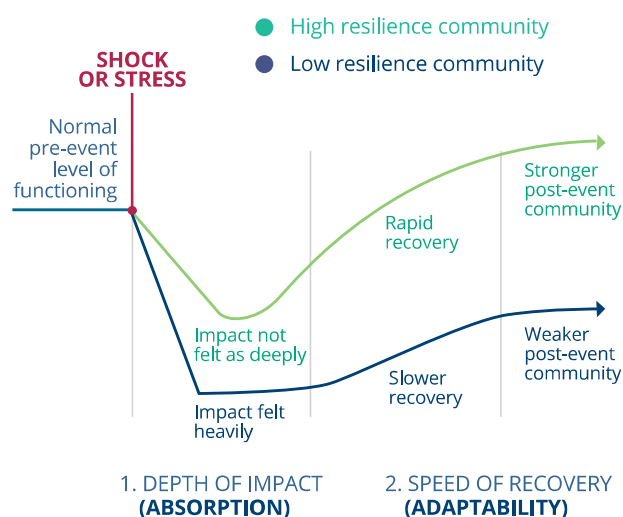 High resilience community
Low resilience community
SHOCK
OR STRESS
Normal
pre-event
level of
functioning
Stronger
post-event
community
Rapid
recovery
Impact not
felt as deeply
Weaker
post-event
community
Slower
recovery
Impact felt
heavily
1. DEPTH OF IMPACT
(ABSORPTION)
2. SPEED OF RECOVERY
(ADAPTABILITY)